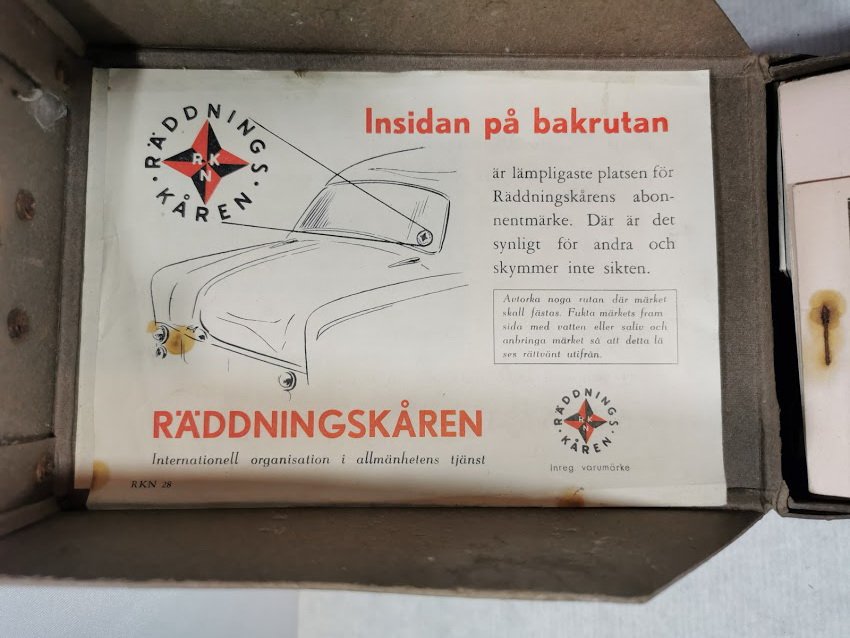 RÄDDNINGS
KÅREN
RKN
Insidan på bakrutan
är lämpligaste platsen för
Räddningskårens abon-
nentmärke. Där är det
synligt för andra och
skymmer inte sikten.
Avtorka noga rutan där märket
skall fästas. Fukta märkets fram
sida med vatten eller saliv och
anbringa märket så att detta lä
ses rättvänt utifrån.
RÄDDNINGSKÅREN
Internationell organisation i allmänhetens tjänst
RKN 28
RÄDDNINGS
KÅREN
RKN
Inreg varumärke